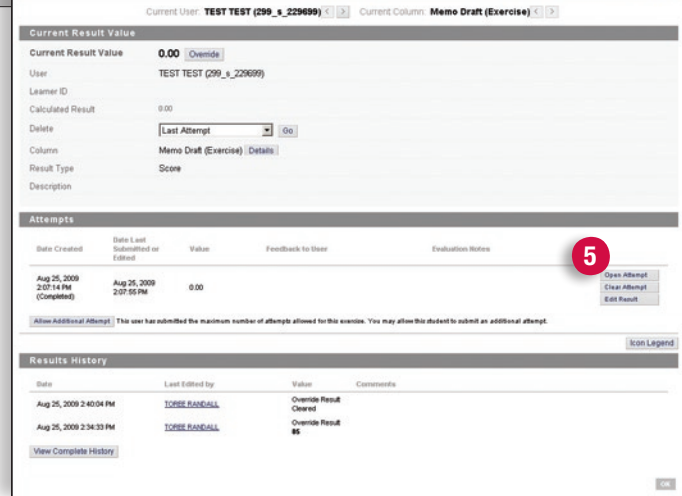 Current User: TEST TEST (299_s_229699) < > Current Column: Memo Draft (Exercise) < >
Current Result Value
Current Result Value 0.00 Override
User TEST TEST (299_s_229699)
Learner ID
Calculated Result 0.00
Delete Last Attempt Go
Column Memo Draft (Exercise) Details
Result Type Score
Description
Attempts
Date Created Date Last Submitted or Edited Value Feedback to User Evaluation Notes
5
Aug 25, 2009 2:07:14 PM (Completed) Aug 25, 2009 2:07:55 PM 0.00 Open Attempt
Clear Attempt
Edit Result
Allow Additional Attempt This user has submitted the maximum number of attempts allowed for this exercise. You may allow this student to submit an additional attempt.
Icon Legend
Results History
Date Last Edited by Value Comments
Aug 25, 2009 2:40:04 PM TOREE RANDALL Override Result Cleared
Aug 25, 2009 2:34:33 PM TOREE RANDALL Override Result 85
View Complete History
OK